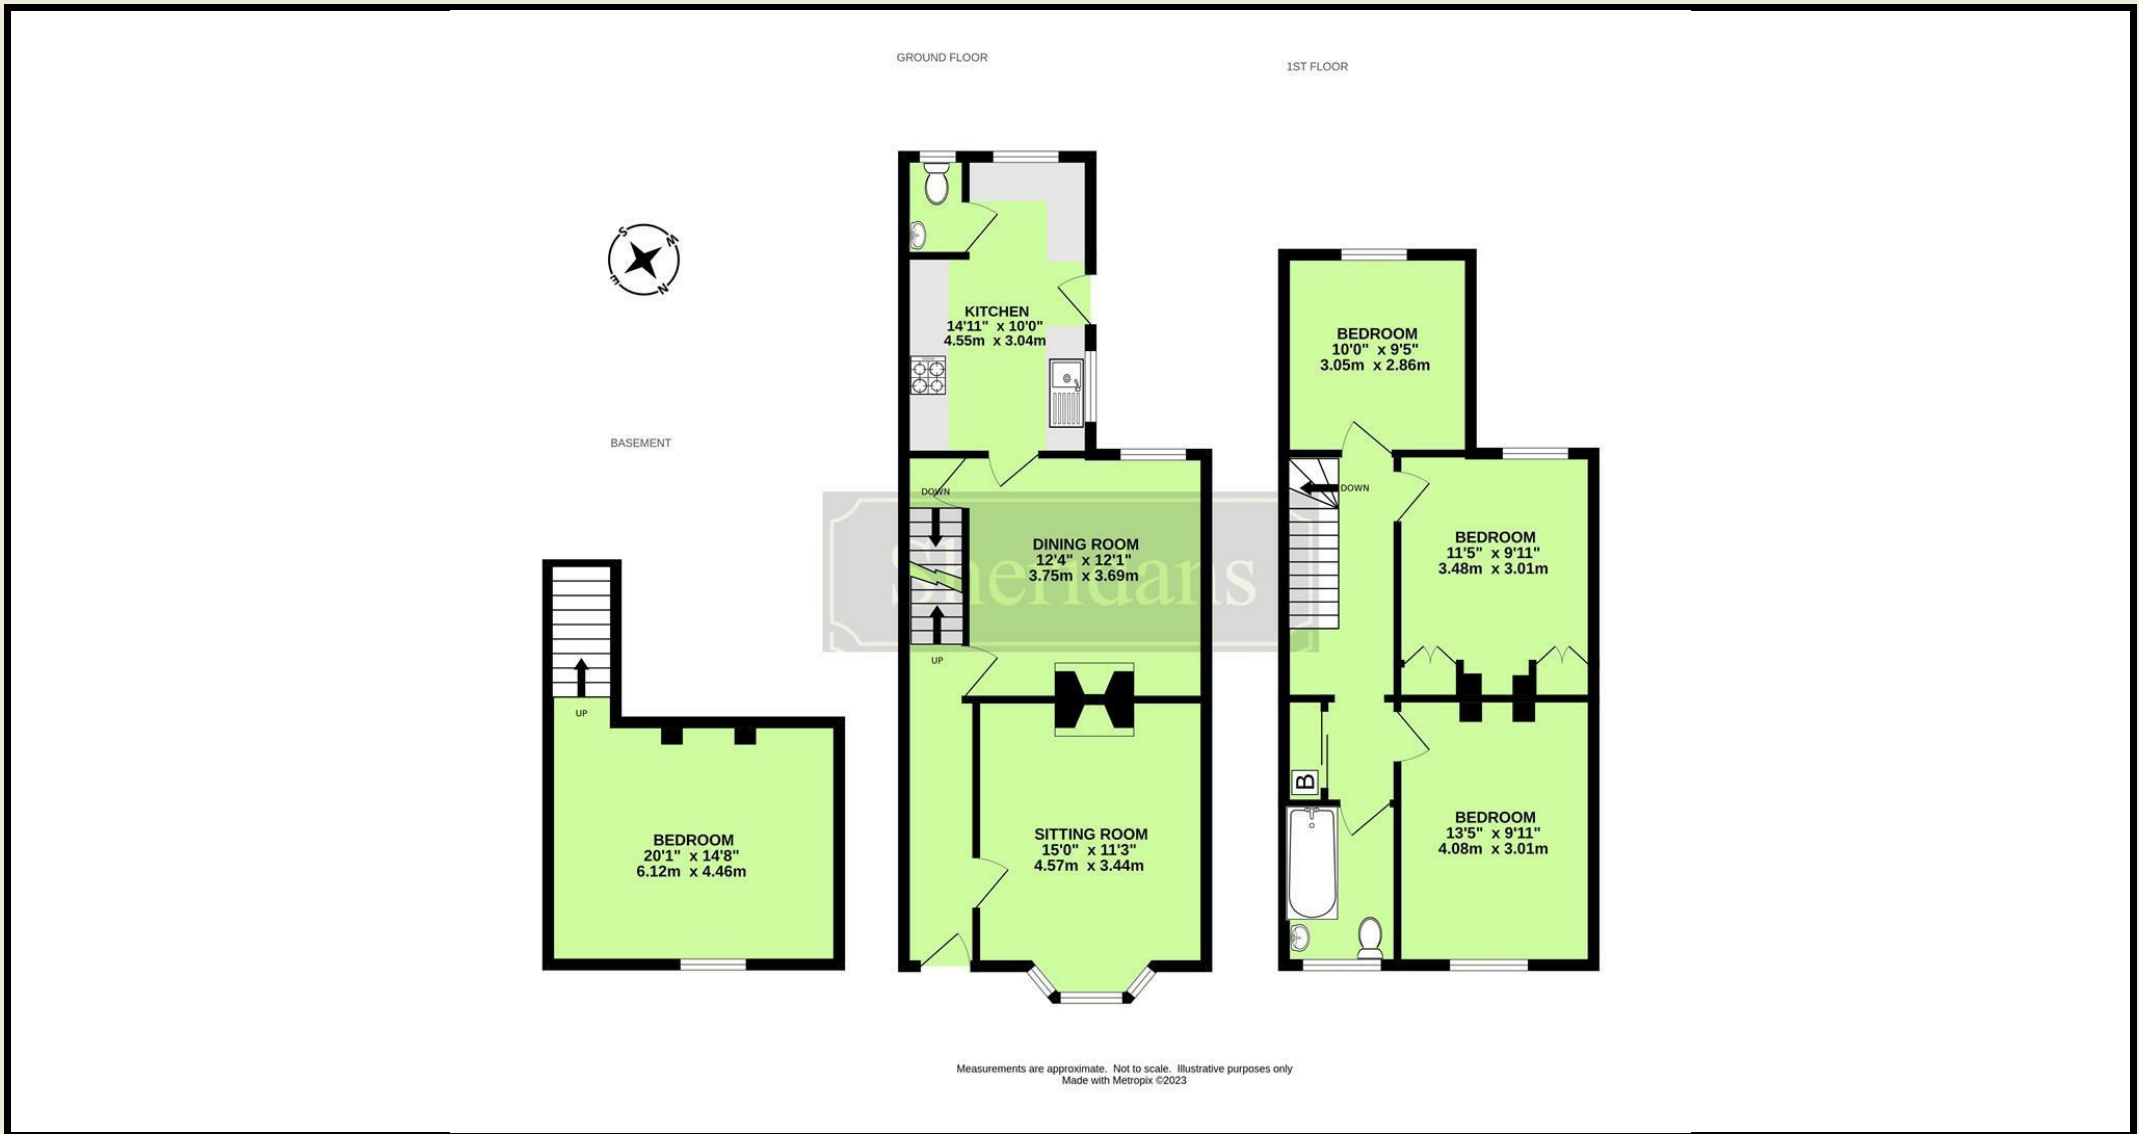 GROUND FLOOR
1ST FLOOR
S
W
E
N
BASEMENT
KITCHEN
14'11" x 10'0"
4.55m x 3.04m
BEDROOM
10'0" x 9'5"
3.05m x 2.86m
DOWN
DOWN
DINING ROOM
12'4" x 12'1"
3.75m x 3.69m
BEDROOM
11'5" x 9'11"
3.48m x 3.01m
Sheridans
UP
UP
B
BEDROOM
20'1" x 14'8"
6.12m x 4.46m
SITTING ROOM
15'0" x 11'3"
4.57m x 3.44m
BEDROOM
13'5" x 9'11"
4.08m x 3.01m
Measurements are approximate. Not to scale. Illustrative purposes only
Made with Metropix ©2023